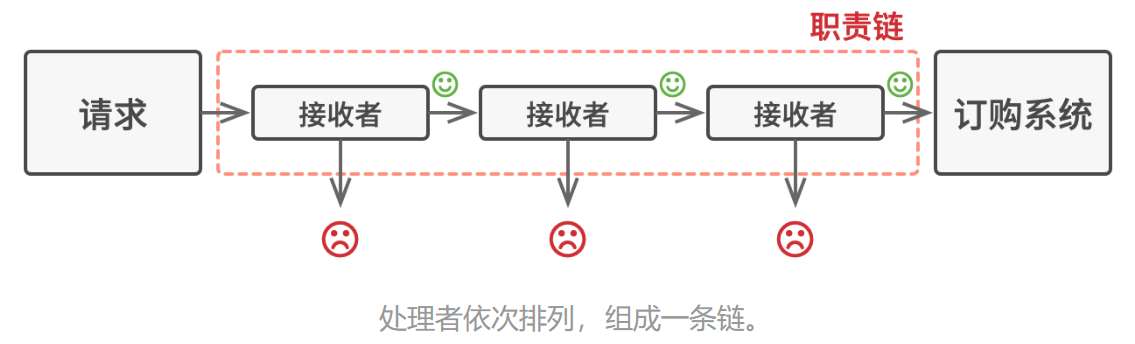 职责链
请求
接收者
接收者
接收者
订购系统
处理者依次排列，组成一条链。